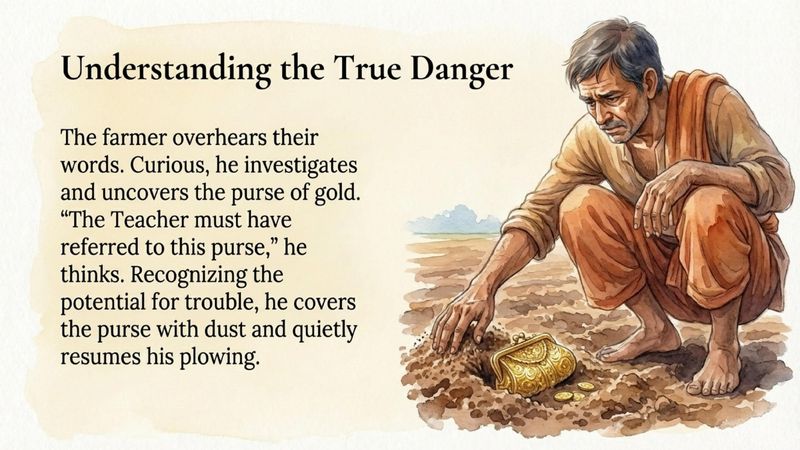 Understanding the True Danger
The farmer overhears their
words. Curious, he investigates
and uncovers the purse of gold.
“The Teacher must have
referred to this purse,” he
thinks. Recognizing the
potential for trouble, he covers
the purse with dust and quietly
resumes his plowing.